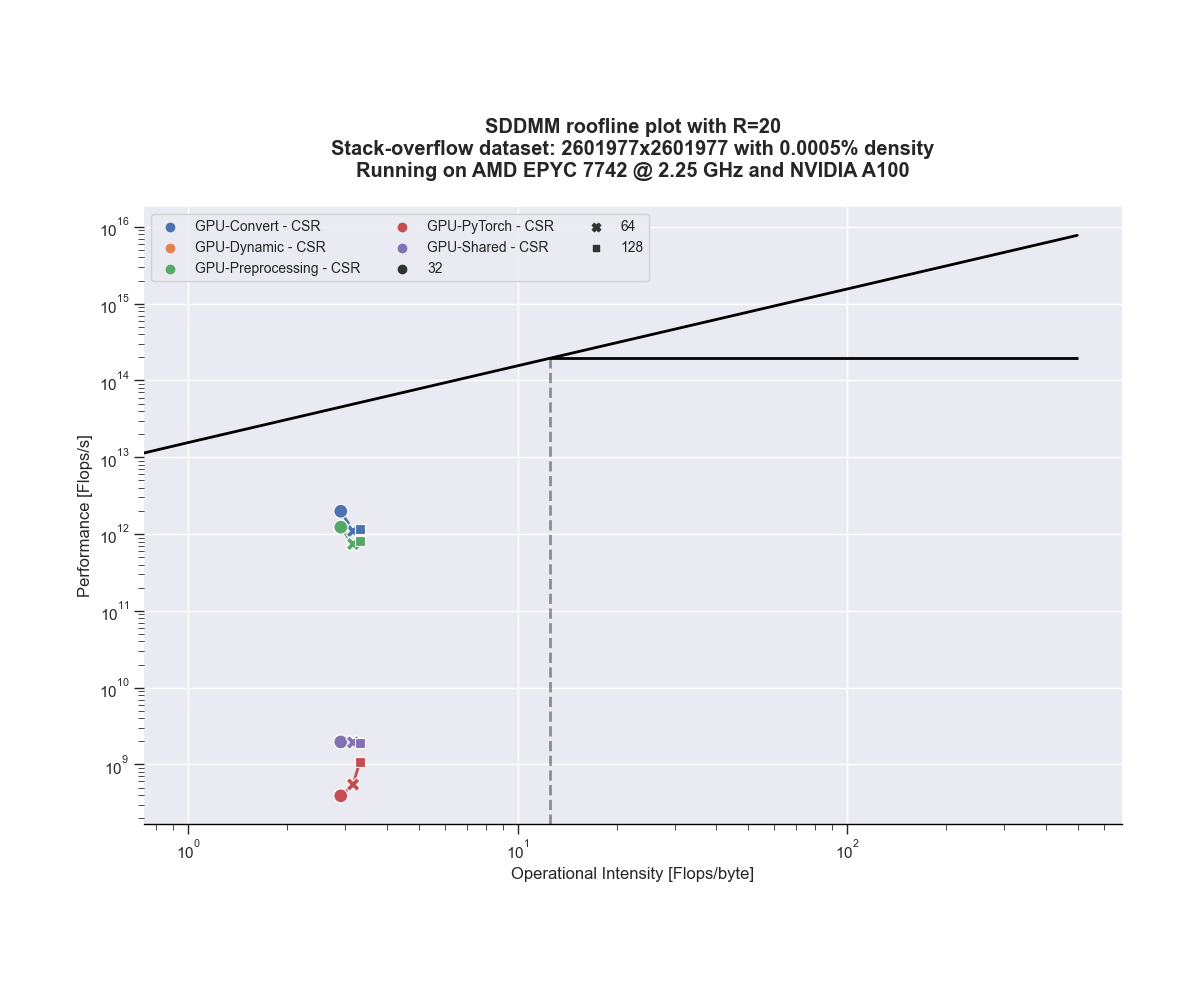 SDDMM roofline plot with R=20
Stack-overflow dataset: 2601977x2601977 with 0.0005% density
Running on AMD EPYC 7742 @ 2.25 GHz and NVIDIA A100
GPU-Convert - CSR
GPU-Dynamic - CSR
GPU-Preprocessing - CSR
GPU-PyTorch - CSR
GPU-Shared - CSR
32
64
128
Performance [Flops/s]
10^16
10^15
10^14
10^13
10^12
10^11
10^10
10^9
10^0
10^1
10^2
Operational Intensity [Flops/byte]